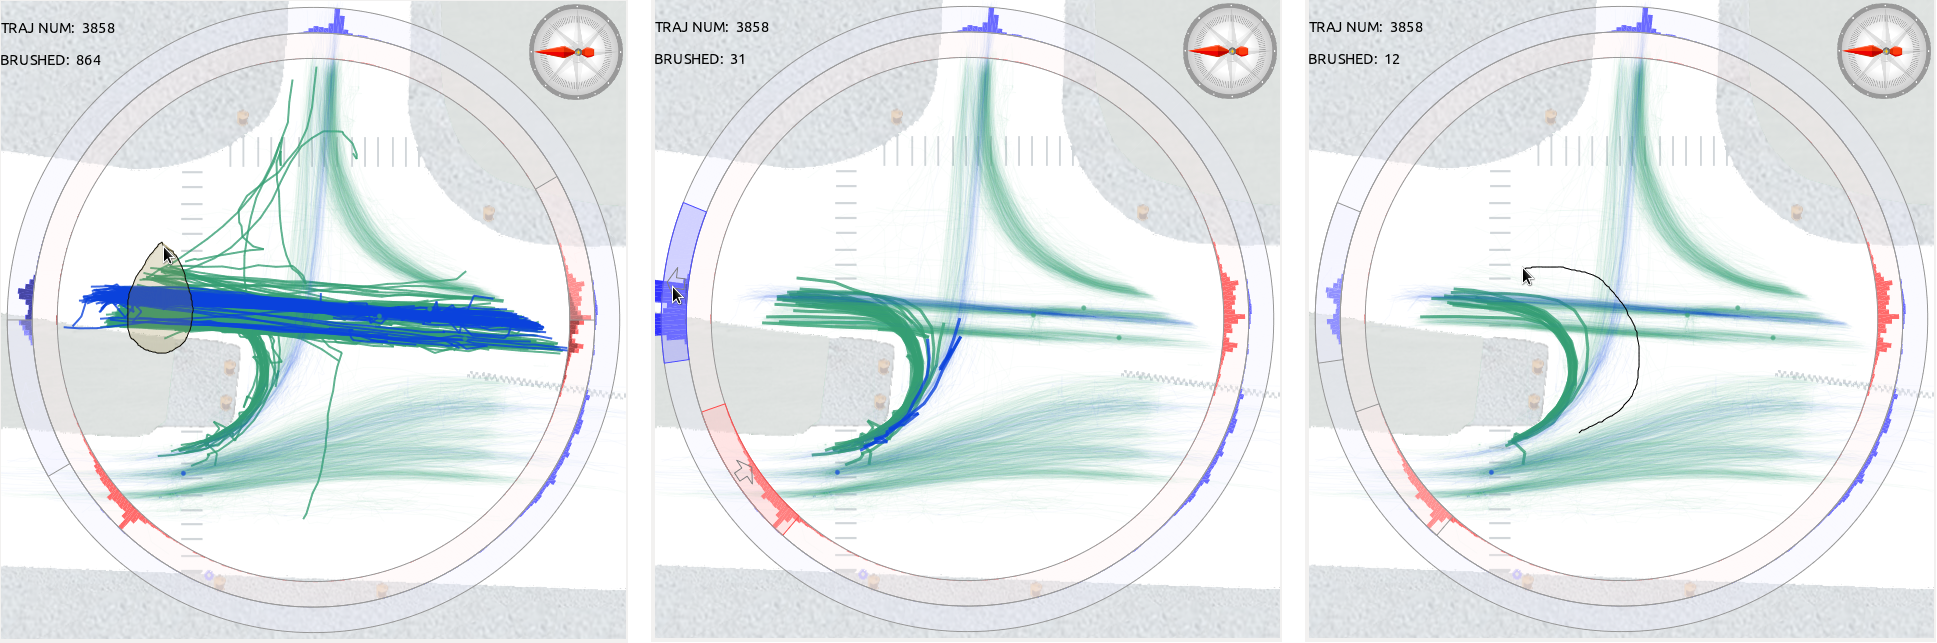 TRAJ NUM: 3858
BRUSHED: 864
TRAJ NUM: 3858
BRUSHED: 31
TRAJ NUM: 3858
BRUSHED: 12